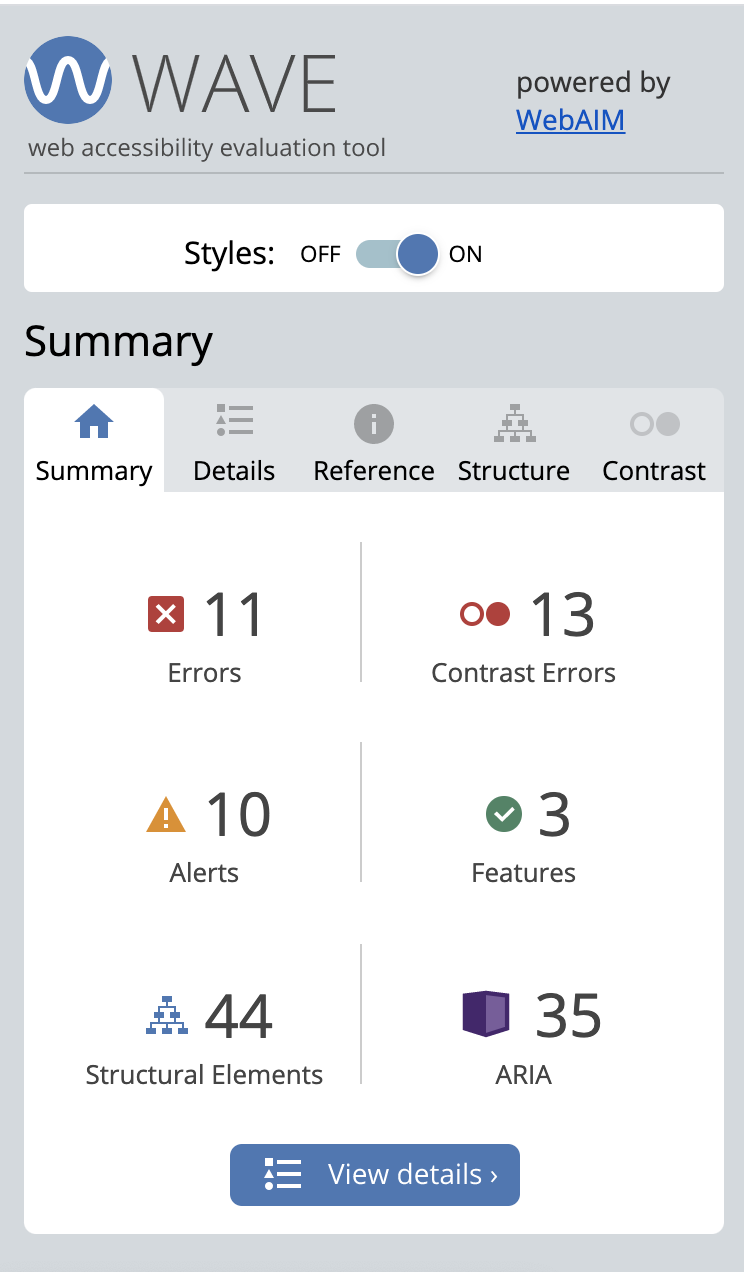 WAVE
powered by
WebAIM
web accessibility evaluation tool
Styles: OFF ON
Summary
Summary Details Reference Structure Contrast
11 13
Errors Contrast Errors
10 3
Alerts Features
44 35
Structural Elements ARIA
View details ›